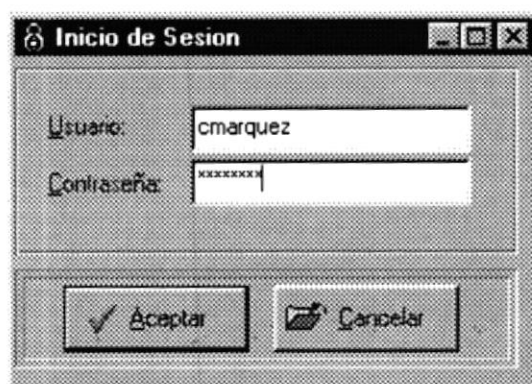 Inicio de Sesion
Usuario: cmarquez
Contraseña: xxxxxxxx
Aceptar Cancelar